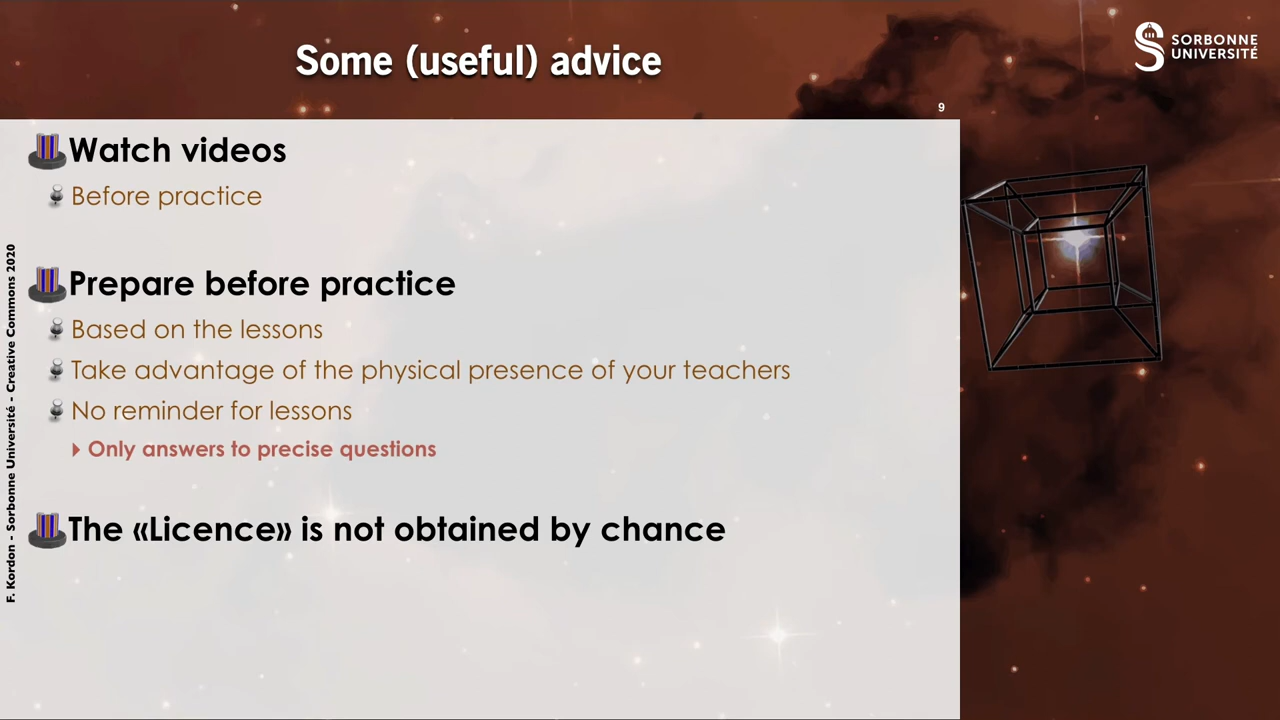 Some (useful) advice
SORBONNE
UNIVERSITÉ
9
Watch videos
Before practice
Prepare before practice
Based on the lessons
Take advantage of the physical presence of your teachers
No reminder for lessons
Only answers to precise questions
The «Licence» is not obtained by chance
F. Kordon - Sorbonne Université - Creative Commons 2020